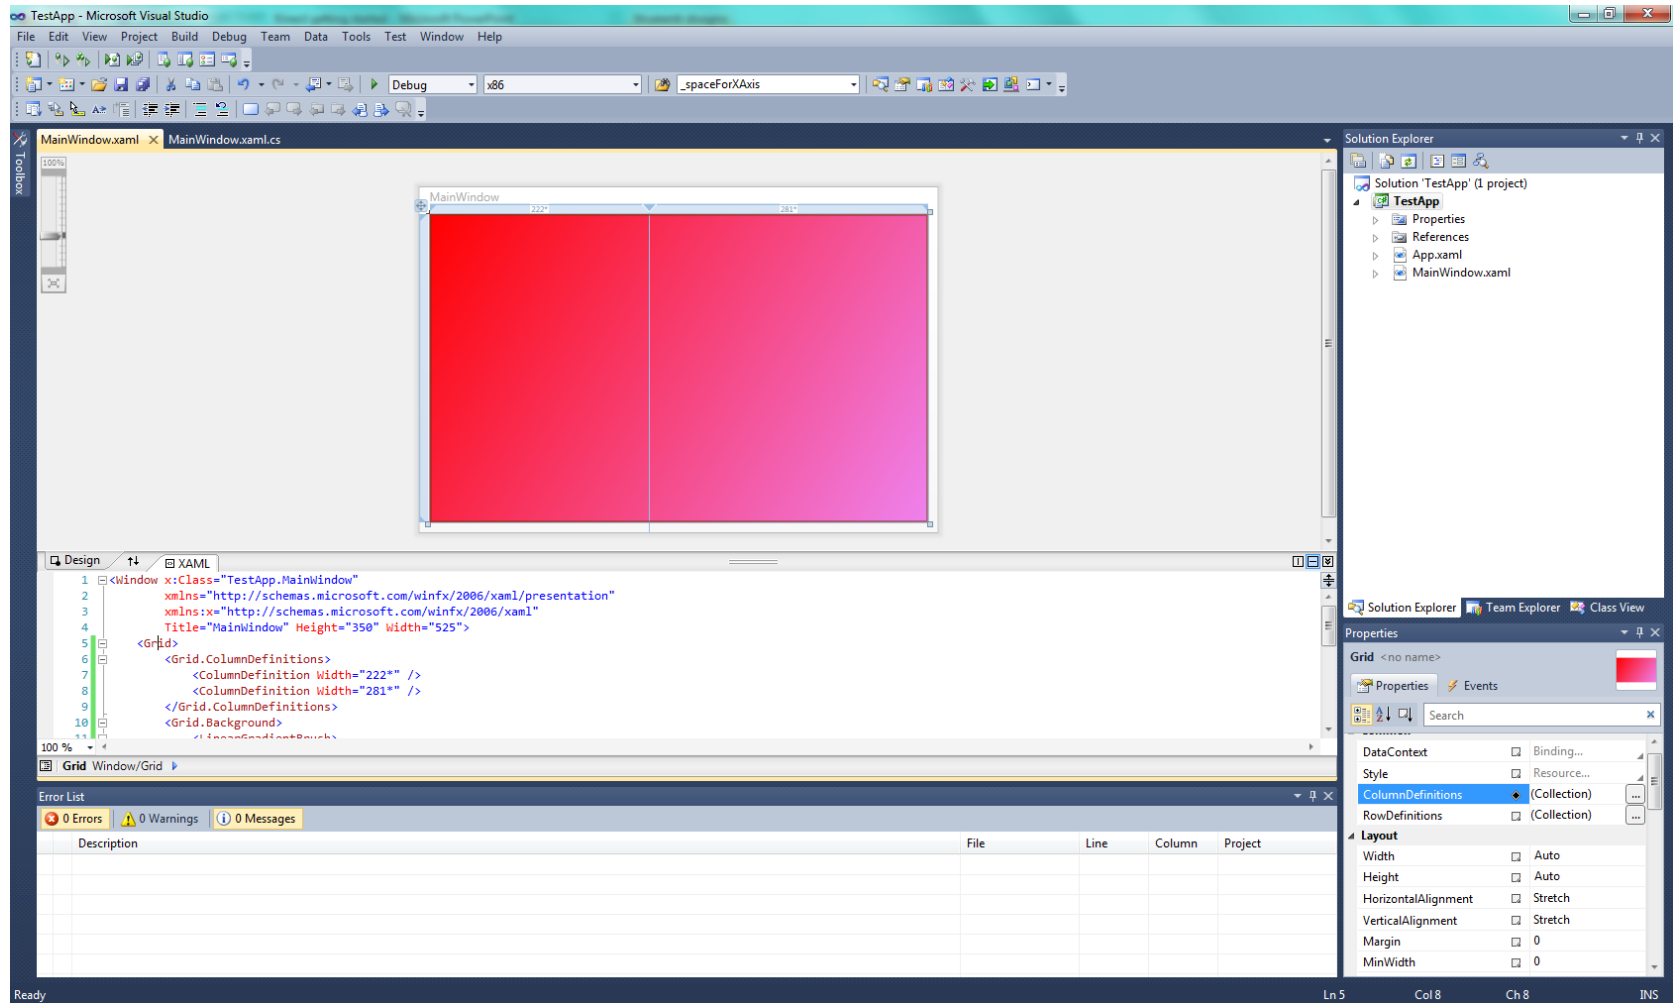 TestApp - Microsoft Visual Studio
File Edit View Project Build Debug Team Data Tools Test Window Help
Debug x86 _spaceForXAxis
Toolbox
MainWindow.xaml MainWindow.xaml.cs
100%
MainWindow
222* 281*
Design XAML
1 <Window x:Class="TestApp.MainWindow"
2 xmlns="http://schemas.microsoft.com/winfx/2006/xaml/presentation"
3 xmlns:x="http://schemas.microsoft.com/winfx/2006/xaml"
4 Title="MainWindow" Height="350" Width="525">
5 <Grid>
6 <Grid.ColumnDefinitions>
7 <ColumnDefinition Width="222*" />
8 <ColumnDefinition Width="281*" />
9 </Grid.ColumnDefinitions>
10 <Grid.Background>
11 <LinearGradientBrush>
100 %
Grid Window/Grid
Error List
0 Errors 0 Warnings 0 Messages
Description File Line Column Project
Solution Explorer
Solution 'TestApp' (1 project)
TestApp
Properties
References
App.xaml
MainWindow.xaml
Solution Explorer Team Explorer Class View
Properties
Grid <no name>
Properties Events
Search
Common
DataContext Binding...
Style Resource...
ColumnDefinitions (Collection) ...
RowDefinitions (Collection) ...
Layout
Width Auto
Height Auto
HorizontalAlignment Stretch
VerticalAlignment Stretch
Margin 0
MinWidth 0
Ready Ln 5 Col 8 Ch 8 INS